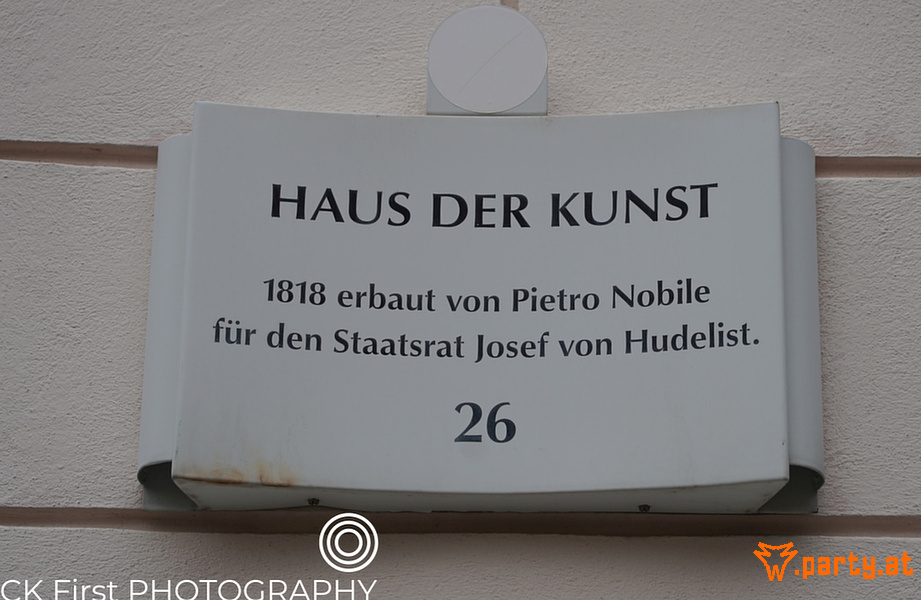 HAUS DER KUNST
1818 erbaut von Pietro Nobile
für den Staatsrat Josef von Hudelist.
26
CK First PHOTOGRAPHY
W.party.at